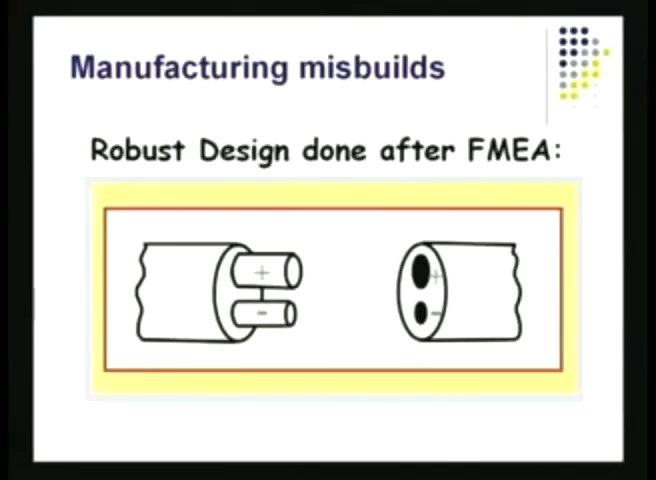 Manufacturing misbuilds
Robust Design done after FMEA:
+
+
-
-